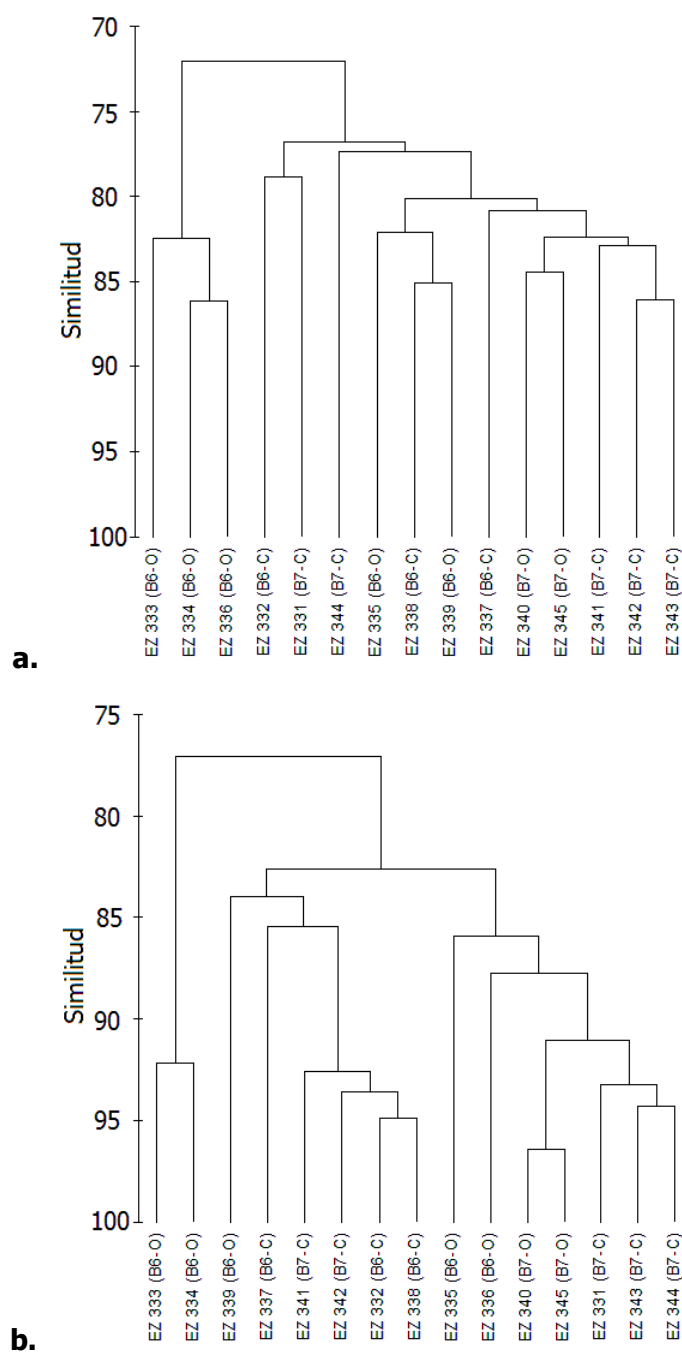 70
75
80
85
90
95
100
Similitud
EZ 333 (B6-O)
EZ 334 (B6-O)
EZ 336 (B6-O)
EZ 332 (B6-C)
EZ 331 (B7-C)
EZ 344 (B7-C)
EZ 335 (B6-O)
EZ 338 (B6-C)
EZ 339 (B6-O)
EZ 337 (B6-C)
EZ 340 (B7-O)
EZ 345 (B7-O)
EZ 341 (B7-C)
EZ 342 (B7-C)
EZ 343 (B7-C)
a.
75
80
85
90
95
100
Similitud
EZ 333 (B6-O)
EZ 334 (B6-O)
EZ 339 (B6-O)
EZ 337 (B6-C)
EZ 341 (B7-C)
EZ 342 (B7-C)
EZ 332 (B6-C)
EZ 338 (B6-C)
EZ 335 (B6-O)
EZ 336 (B6-O)
EZ 340 (B7-O)
EZ 345 (B7-O)
EZ 331 (B7-C)
EZ 343 (B7-C)
EZ 344 (B7-C)
b.